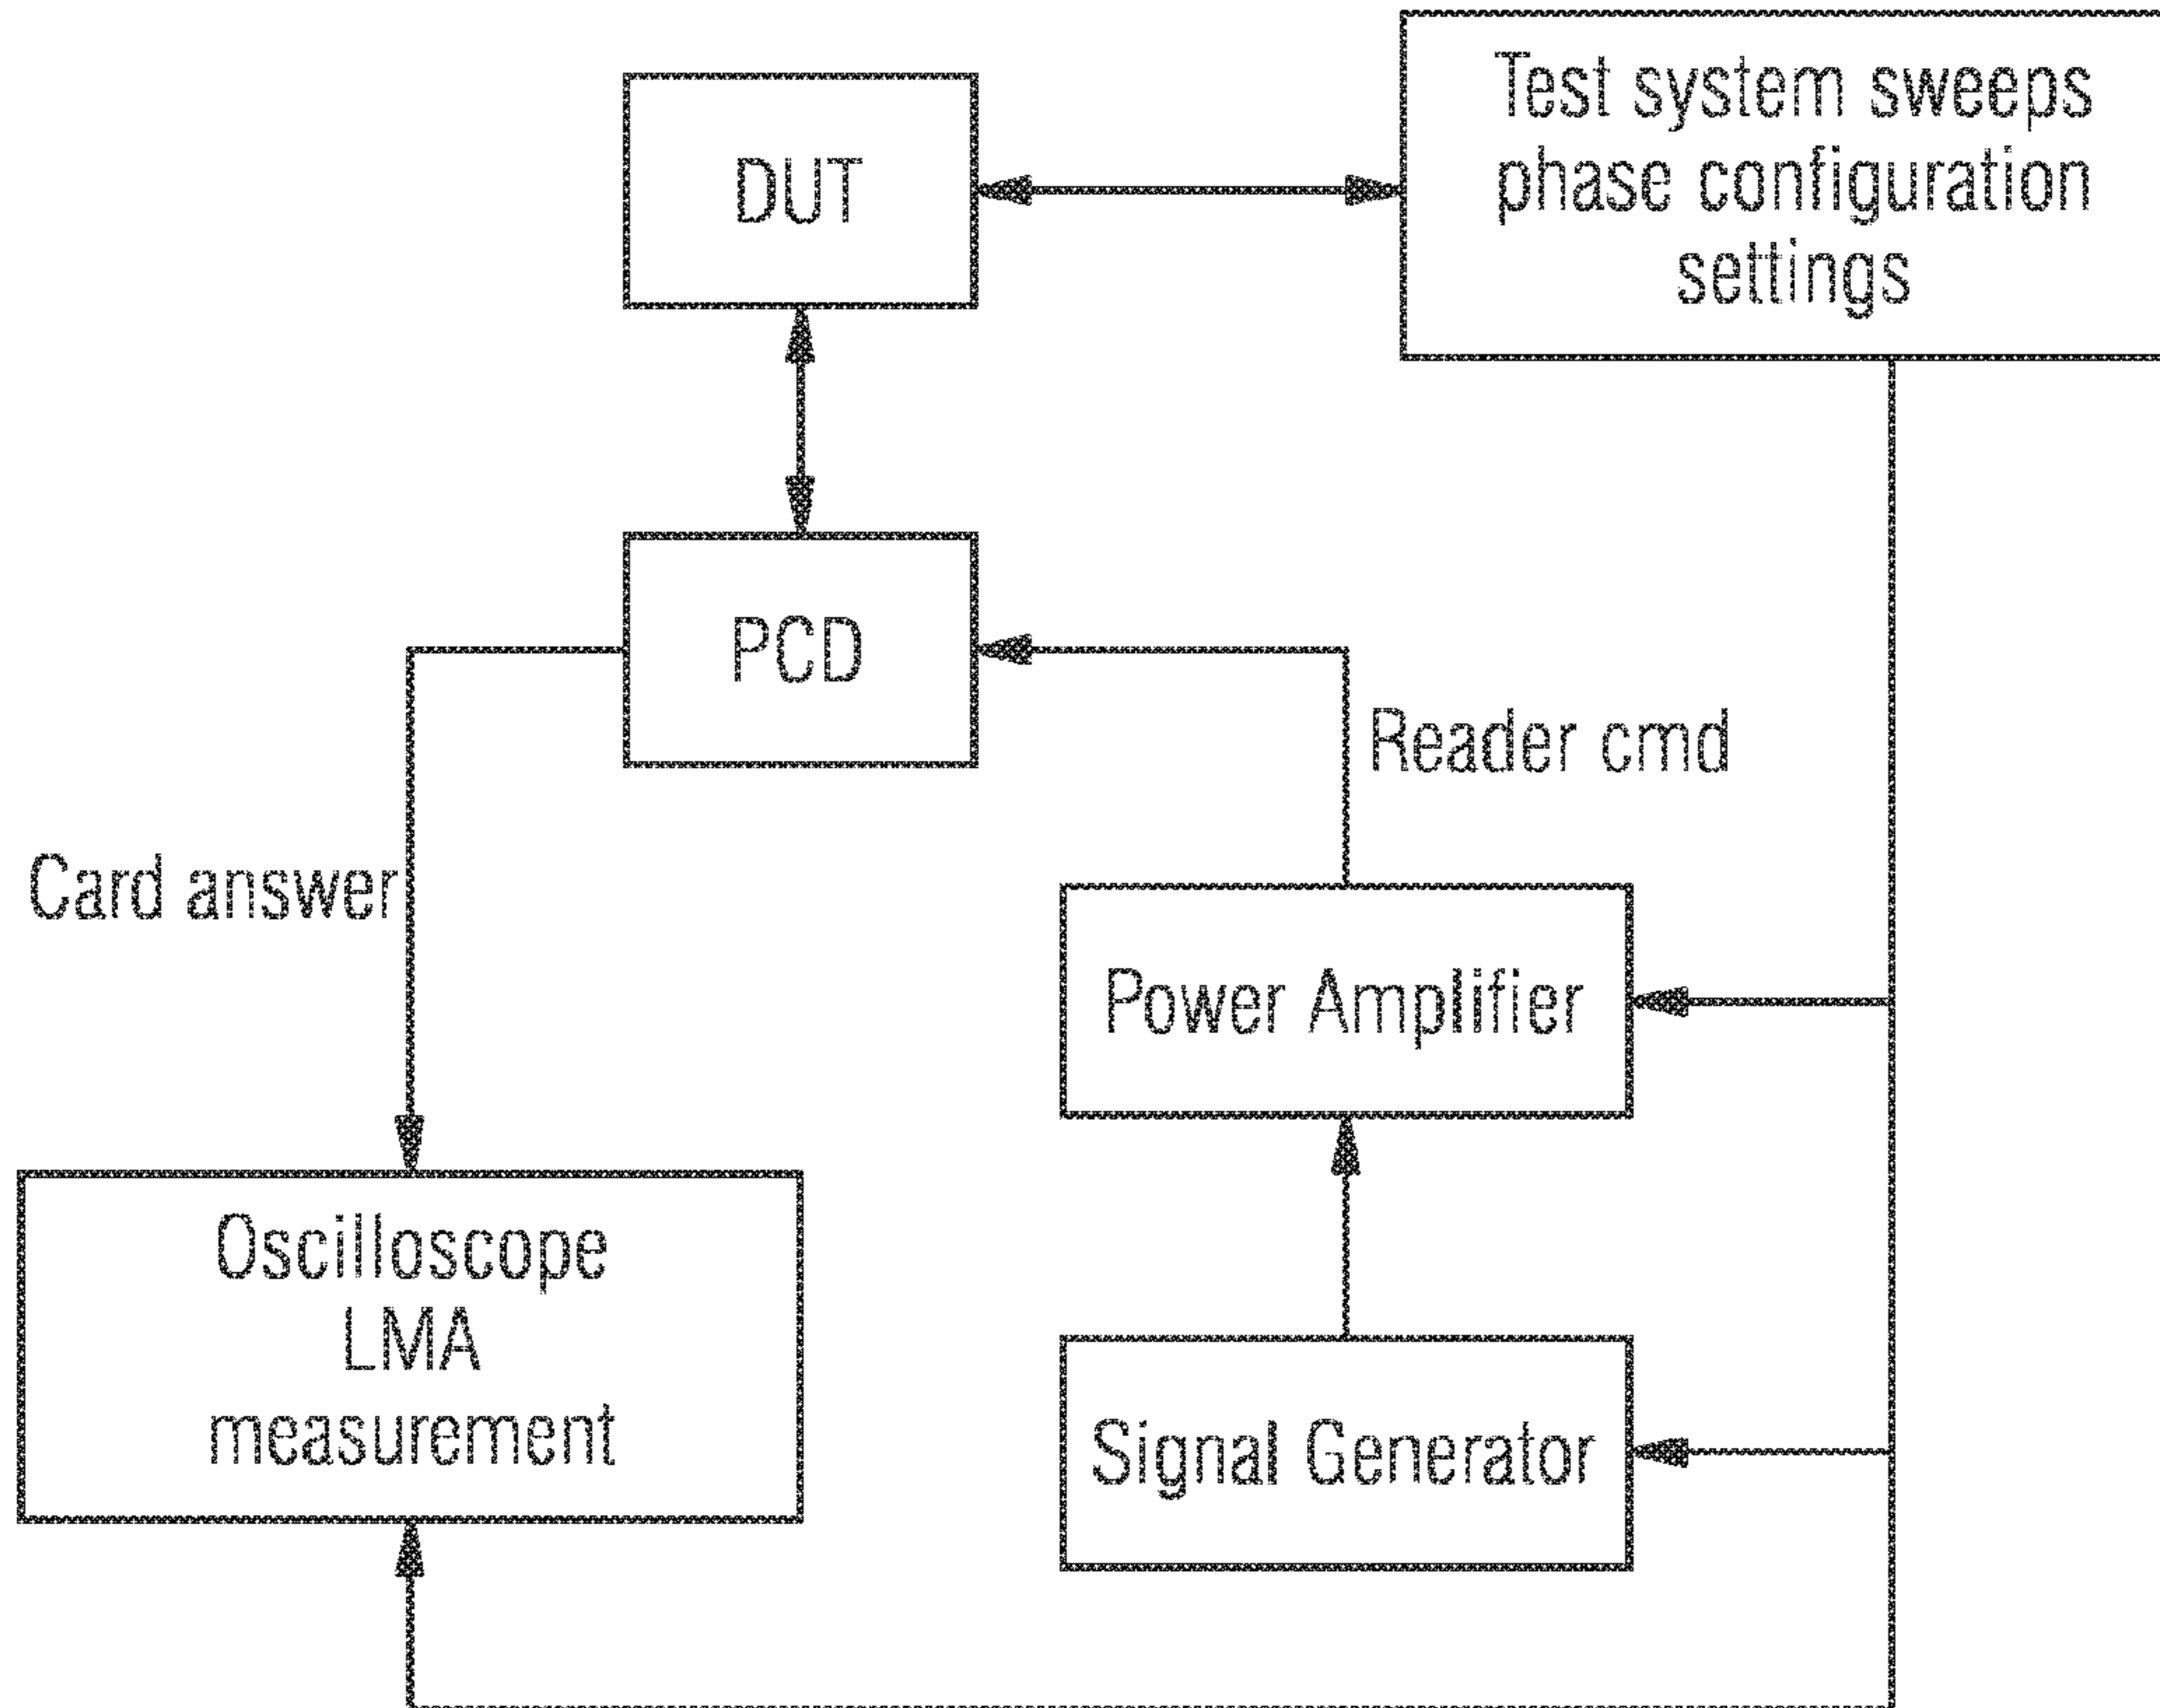 DUT
Test system sweeps
phase configuration
settings
PCD
Reader cmd
Card answer
Power Amplifier
Oscilloscope
LMA
measurement
Signal Generator